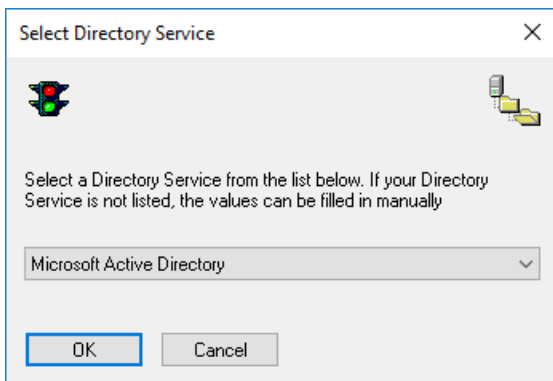 Select Directory Service
Select a Directory Service from the list below. If your Directory
Service is not listed, the values can be filled in manually
Microsoft Active Directory
OK Cancel